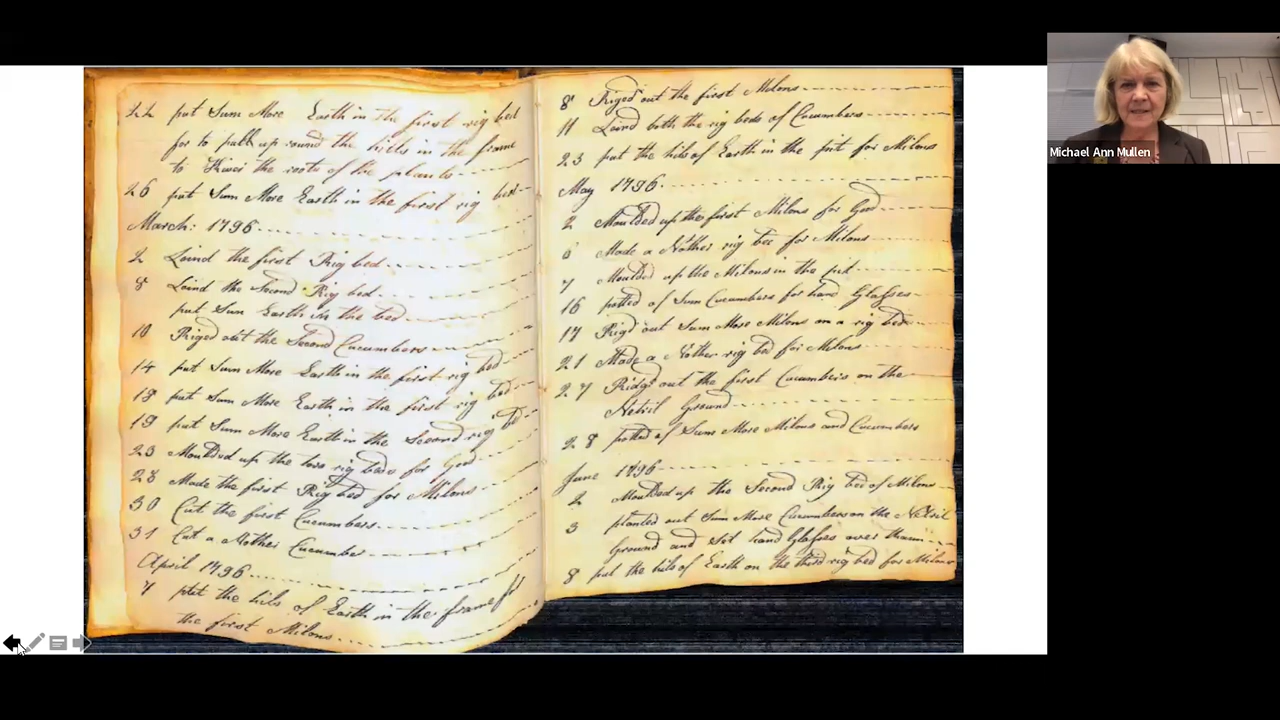 22 put Sum More Earth in the first rig bed
for to pull up round the hills in the frame
to the roots of the plants
26 put Sum More Earth in the first rig bed
March: 1796
2 Laind the first Rig bed
8 Laind the Second Rig bed
put Sum Earth in the bed
10 Riged out the Second Cucumbers
14 put Sum More Earth in the first rig bed
18 put Sum More Earth in the first rig bed
19 put Sum More Earth in the Second rig bed
23 Moulded up the two rig beds for Good
28 Made the first Rig bed for Milons
30 Cut the first Cucumbers
31 Cut a Nother Cucumber
April 1796
7 put the hils of Earth in the frame for
the first Milons
8 Riged out the first Milons
11 Laind both the rig beds of Cucumbers
23 put the hils of Earth in the pit for Milons
May 1796
2 Moulded up the first Milons for Good
6 Made a Nother rig bed for Milons
7 Moulded up the Milons in the pit
16 potted of Sum Cucumbers for hand Glasses
17 Rigd out Sum More Milons on a rig bed
21 Made a Nother rig bed for Milons
27 Ridgd out the first Cucumbers on the
Netril Ground
28 potted of Sum More Milons and Cucumbers
June 1796
2 Moulded up the Second Rig bed of Milons
3 planted out Sum More Cucumbers on the Netril
Ground and Set hand Glasses over tham
8 put the hils of Earth on the third rig bed for Milons
Michael Ann Mullen